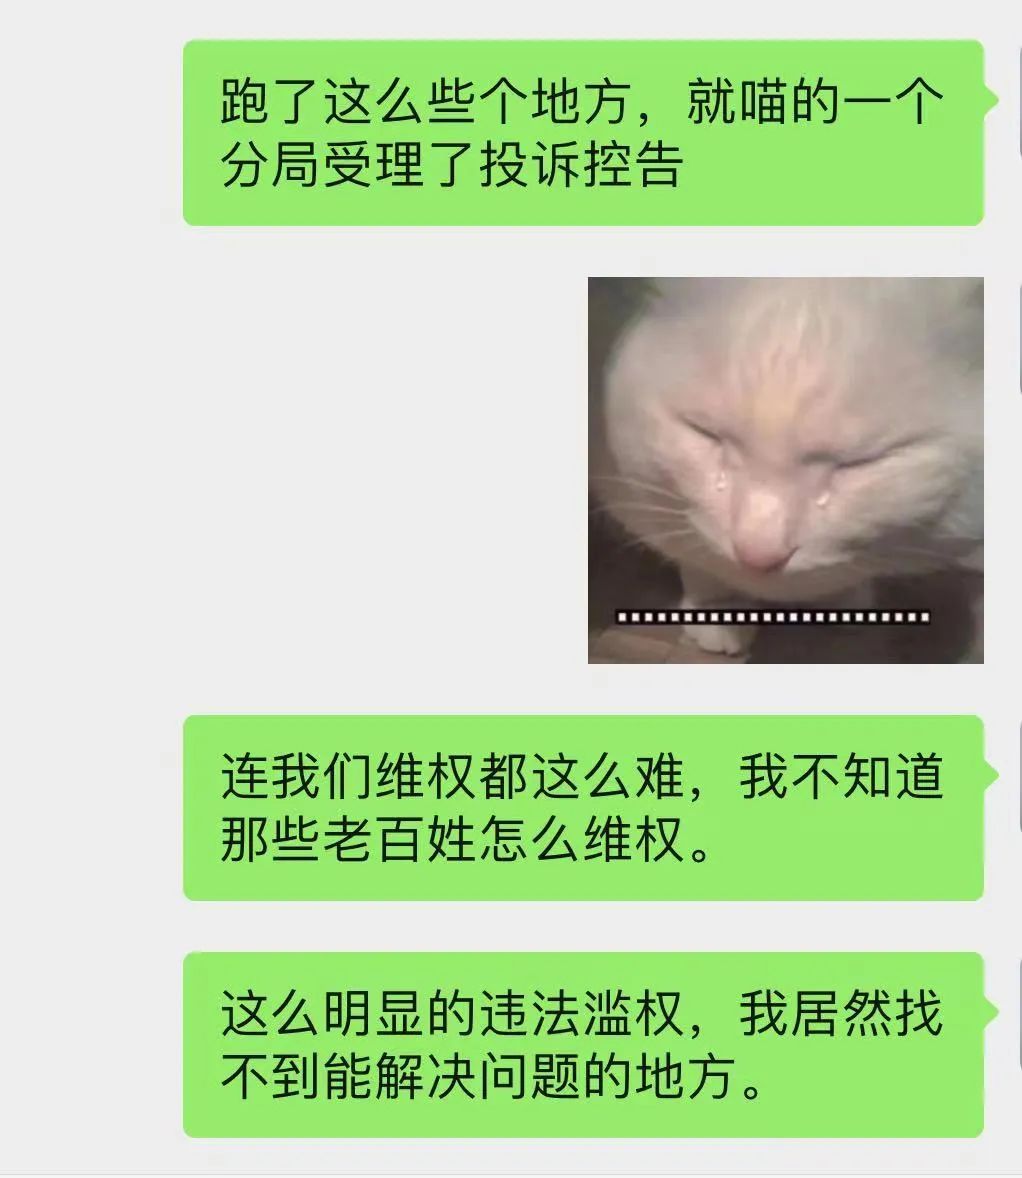 跑了这么些个地方，就喵的一个
分局受理了投诉控告
连我们维权都这么难，我不知道
那些老百姓怎么维权。
这么明显的违法滥权，我居然找
不到能解决问题的地方。